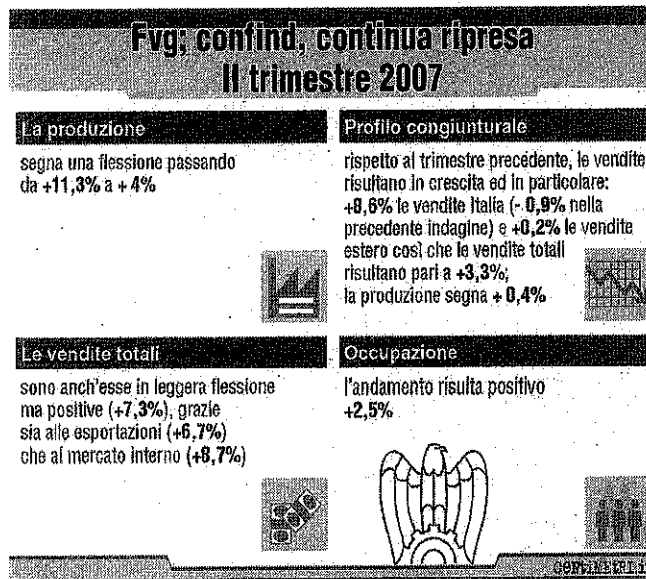 Fvg; confind, continua ripresa
II trimestre 2007
La produzione
segna una flessione passando
da +11,3% a + 4%
Profilo congiunturale
rispetto al trimestre precedente, le vendite
risultano in crescita ed in particolare:
+8,6% le vendite Italia (- 0,9% nella
precedente indagine) e +0,2% le vendite
estero così che le vendite totali
risultano pari a +3,3%;
la produzione segna + 0,4%
Le vendite totali
sono anch'esse in leggera flessione
ma positive (+7,3%), grazie
sia alle esportazioni (+6,7%)
che al mercato interno (+8,7%)
Occupazione
l'andamento risulta positivo
+2,5%